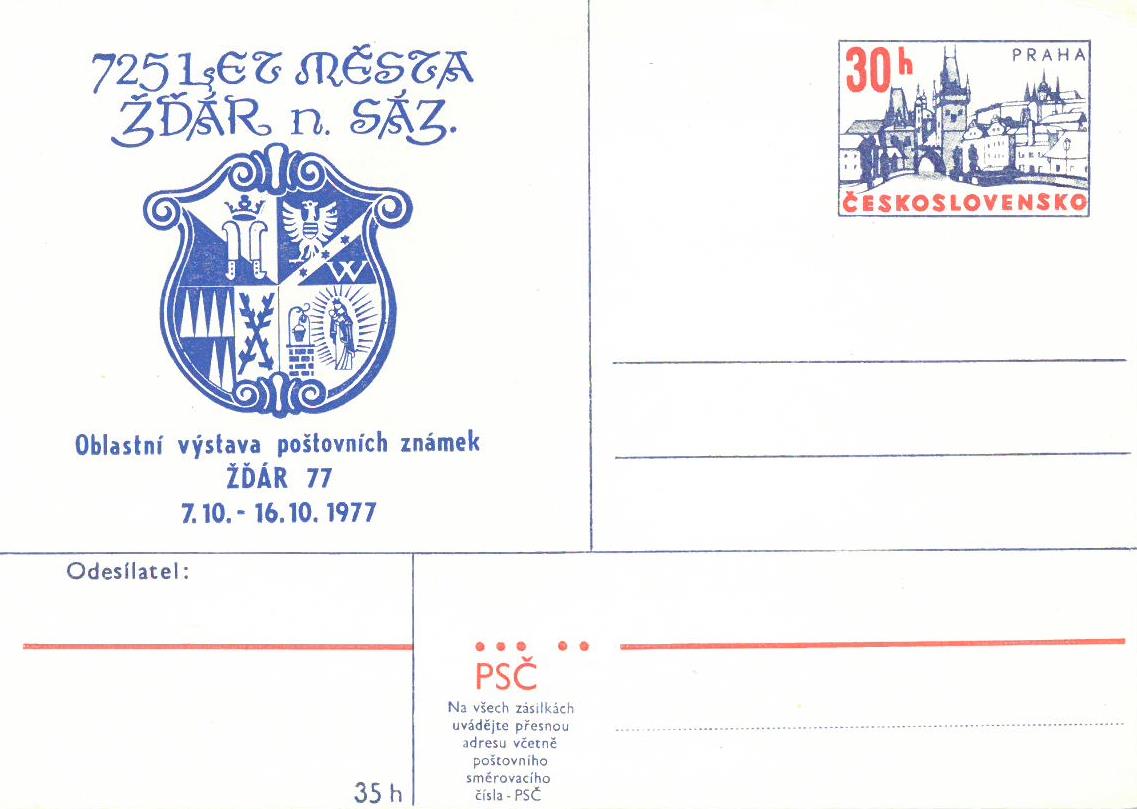 725 LET MĚSTA
ŽĎÁR n. SÁZ.
W
Oblastní výstava poštovních známek
ŽĎÁR 77
7.10. - 16.10. 1977
30 h
PRAHA
ČESKOSLOVENSKO
Odesílatel:
35 h
PSČ
Na všech zásilkách
uvádějte přesnou
adresu včetně
poštovního
směrovacího
čísla - PSČ